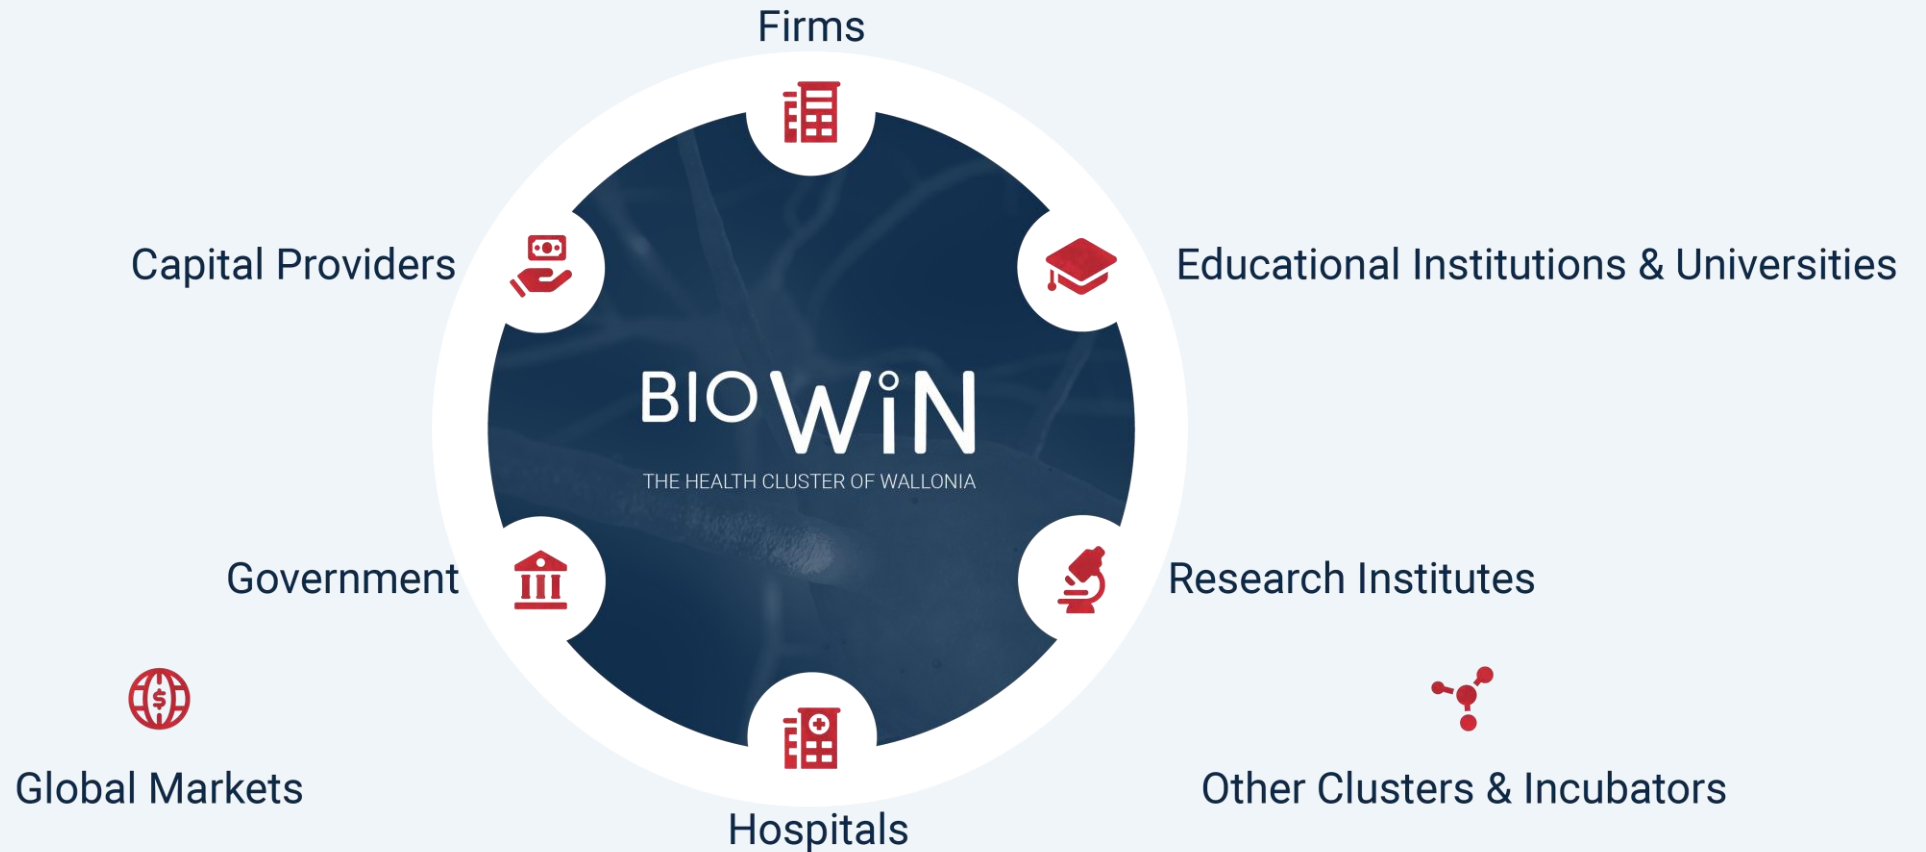 Firms
Capital Providers
Educational Institutions & Universities
BIOWiN
THE HEALTH CLUSTER OF WALLONIA
Government
Research Institutes
$
Global Markets
Other Clusters & Incubators
Hospitals